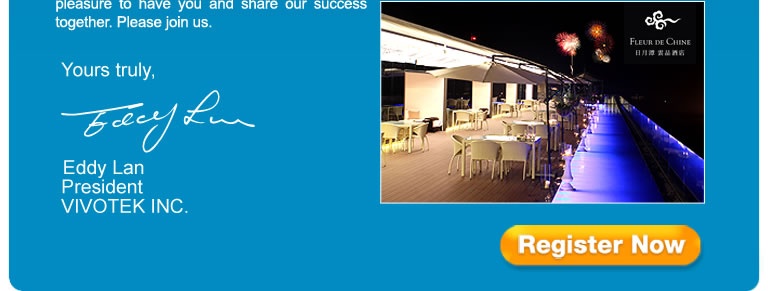 pleasure to have you and share our success
together. Please join us.
Yours truly,
Eddy Lan
Eddy Lan
President
VIVOTEK INC.
FLEUR DE CHINE
日月潭 雲品酒店
Register Now